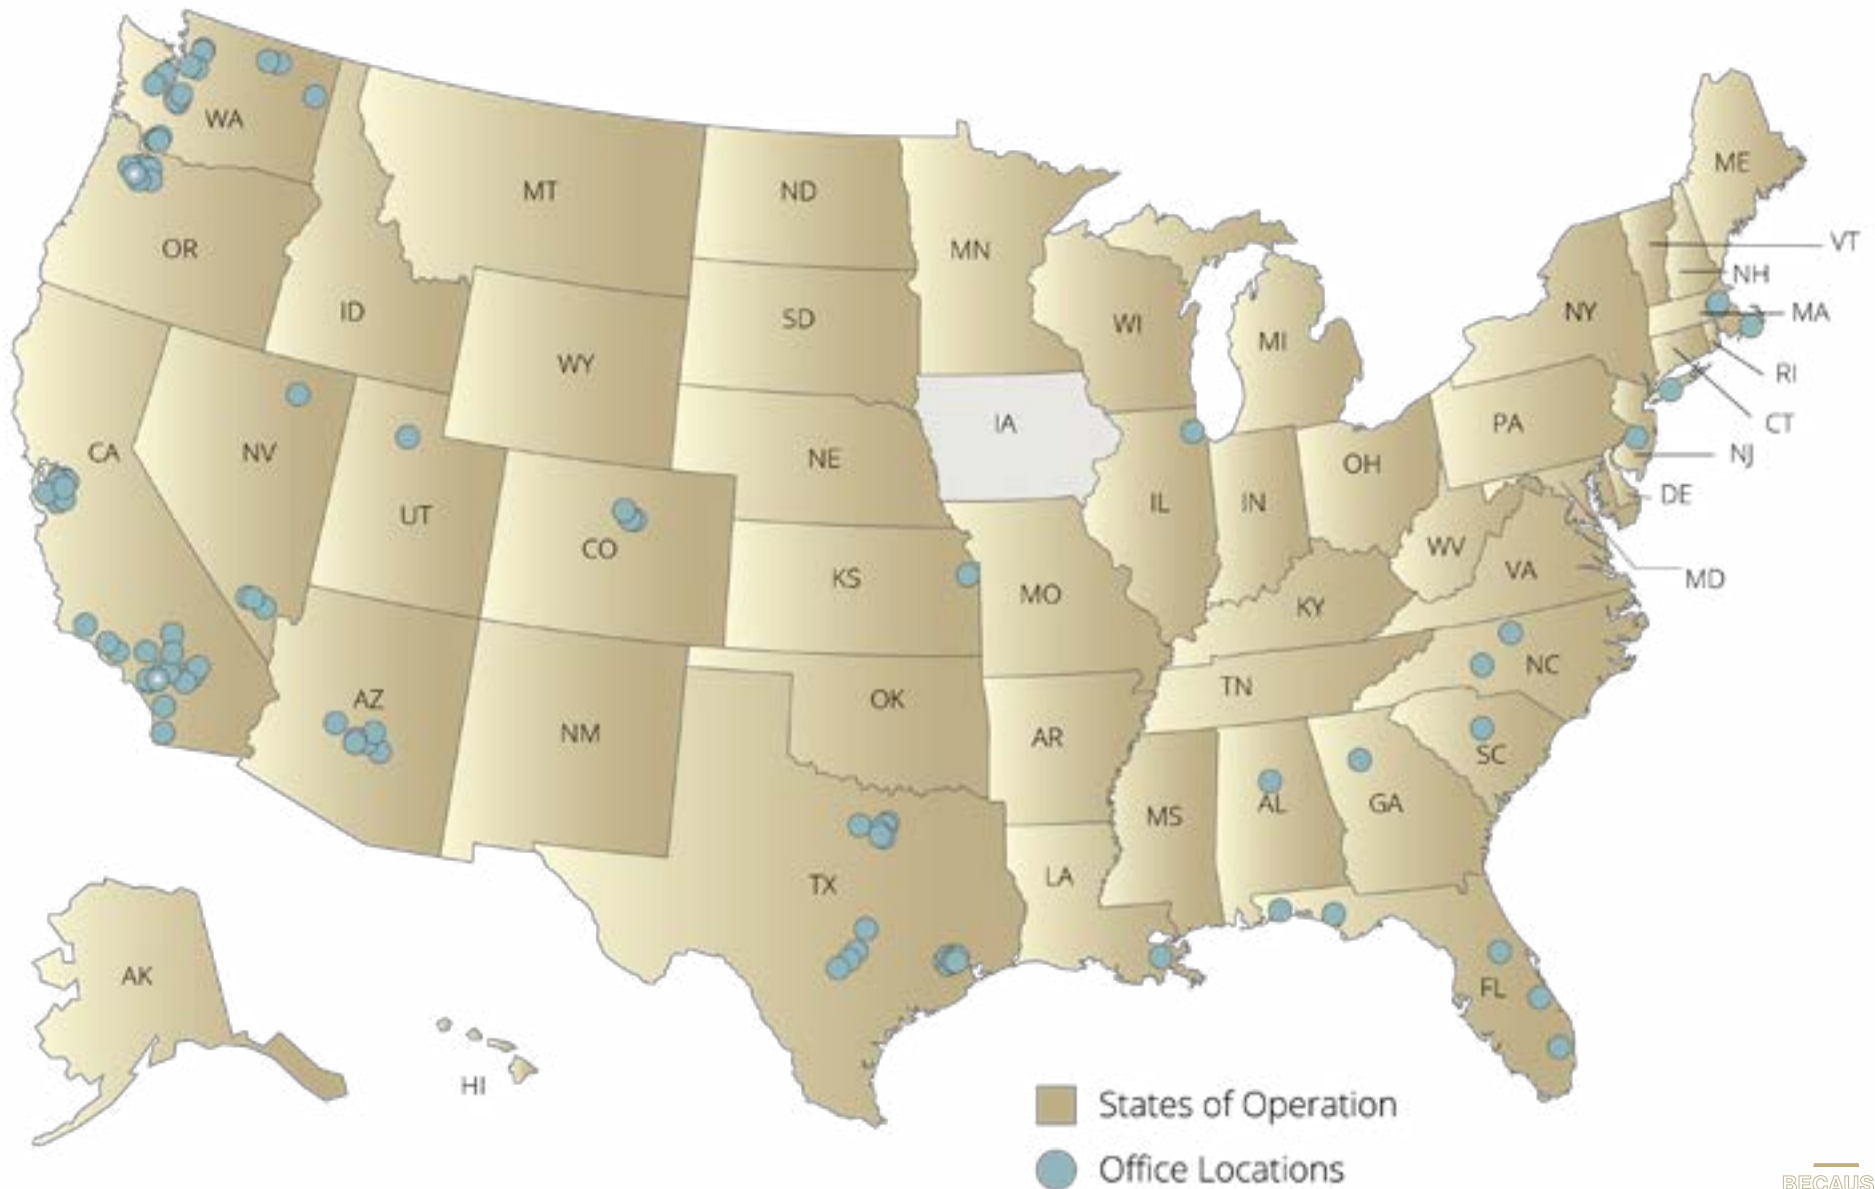 WA
MT
ND
ME
OR
MN
VT
NH
ID
SD
WI
NY
MA
MI
WY
RI
IA
CT
CA
NV
NE
PA
NJ
OH
DE
UT
IL
IN
CO
WV
KS
VA
MD
MO
KY
AZ
OK
TN
NC
NM
AR
SC
MS
AL
GA
TX
LA
AK
FL
HI
States of Operation
Office Locations
BECAUS